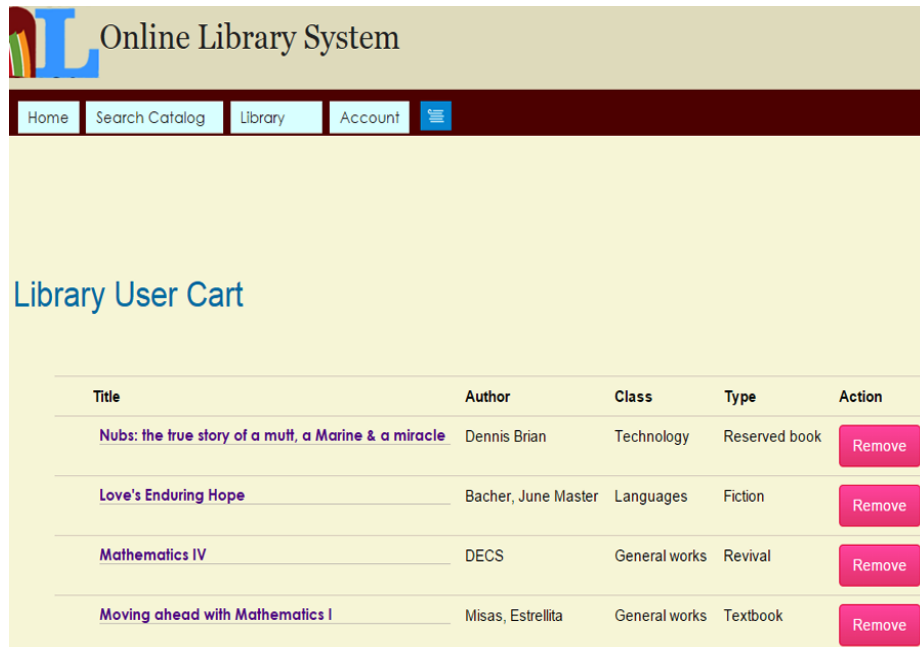 L Online Library System
Home Search Catalog Library Account
Library User Cart
Title Author Class Type Action
Nubs: the true story of a mutt, a Marine & a miracle Dennis Brian Technology Reserved book Remove
Love's Enduring Hope Bacher, June Master Languages Fiction Remove
Mathematics IV DECS General works Revival Remove
Moving ahead with Mathematics I Misas, Estrellita General works Textbook Remove